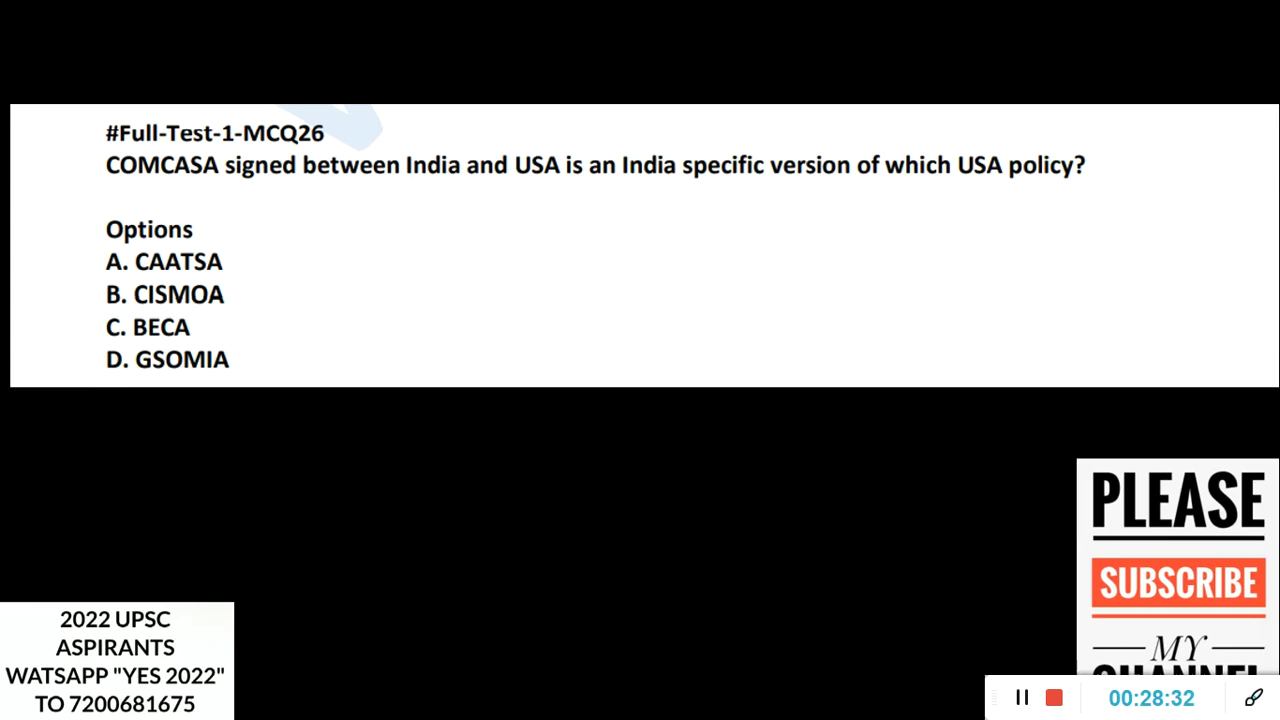 #Full-Test-1-MCQ26
COMCASA signed between India and USA is an India specific version of which USA policy?
Options
A. CAATSA
B. CISMOA
C. BECA
D. GSOMIA
PLEASE
SUBSCRIBE
MY
CHANNEL
2022 UPSC
ASPIRANTS
WATSAPP "YES 2022"
TO 7200681675
00:28:32